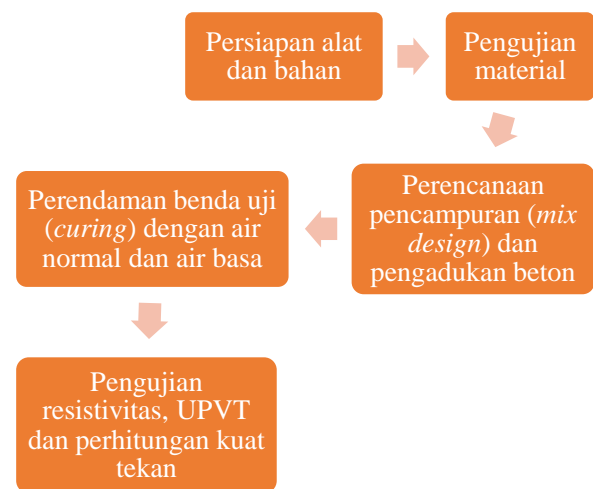 Persiapan alat
dan bahan
Pengujian
material
Perencanaan
pencampuran (mix
design) dan
pengadukan beton
Perendaman benda uji
(curing) dengan air
normal dan air basa
Pengujian
resistivitas, UPVT
dan perhitungan kuat
tekan